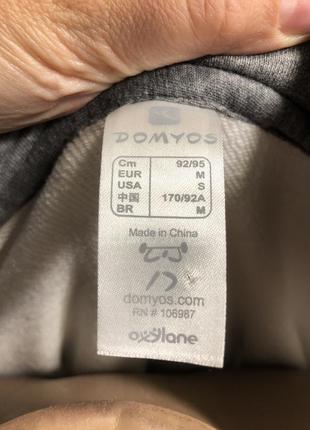 DOMYOS
Cm 92/95
EUR M
USA S
中国 170/92A
BR M
Made in China
domyos.com
RN # 106987
oxylane